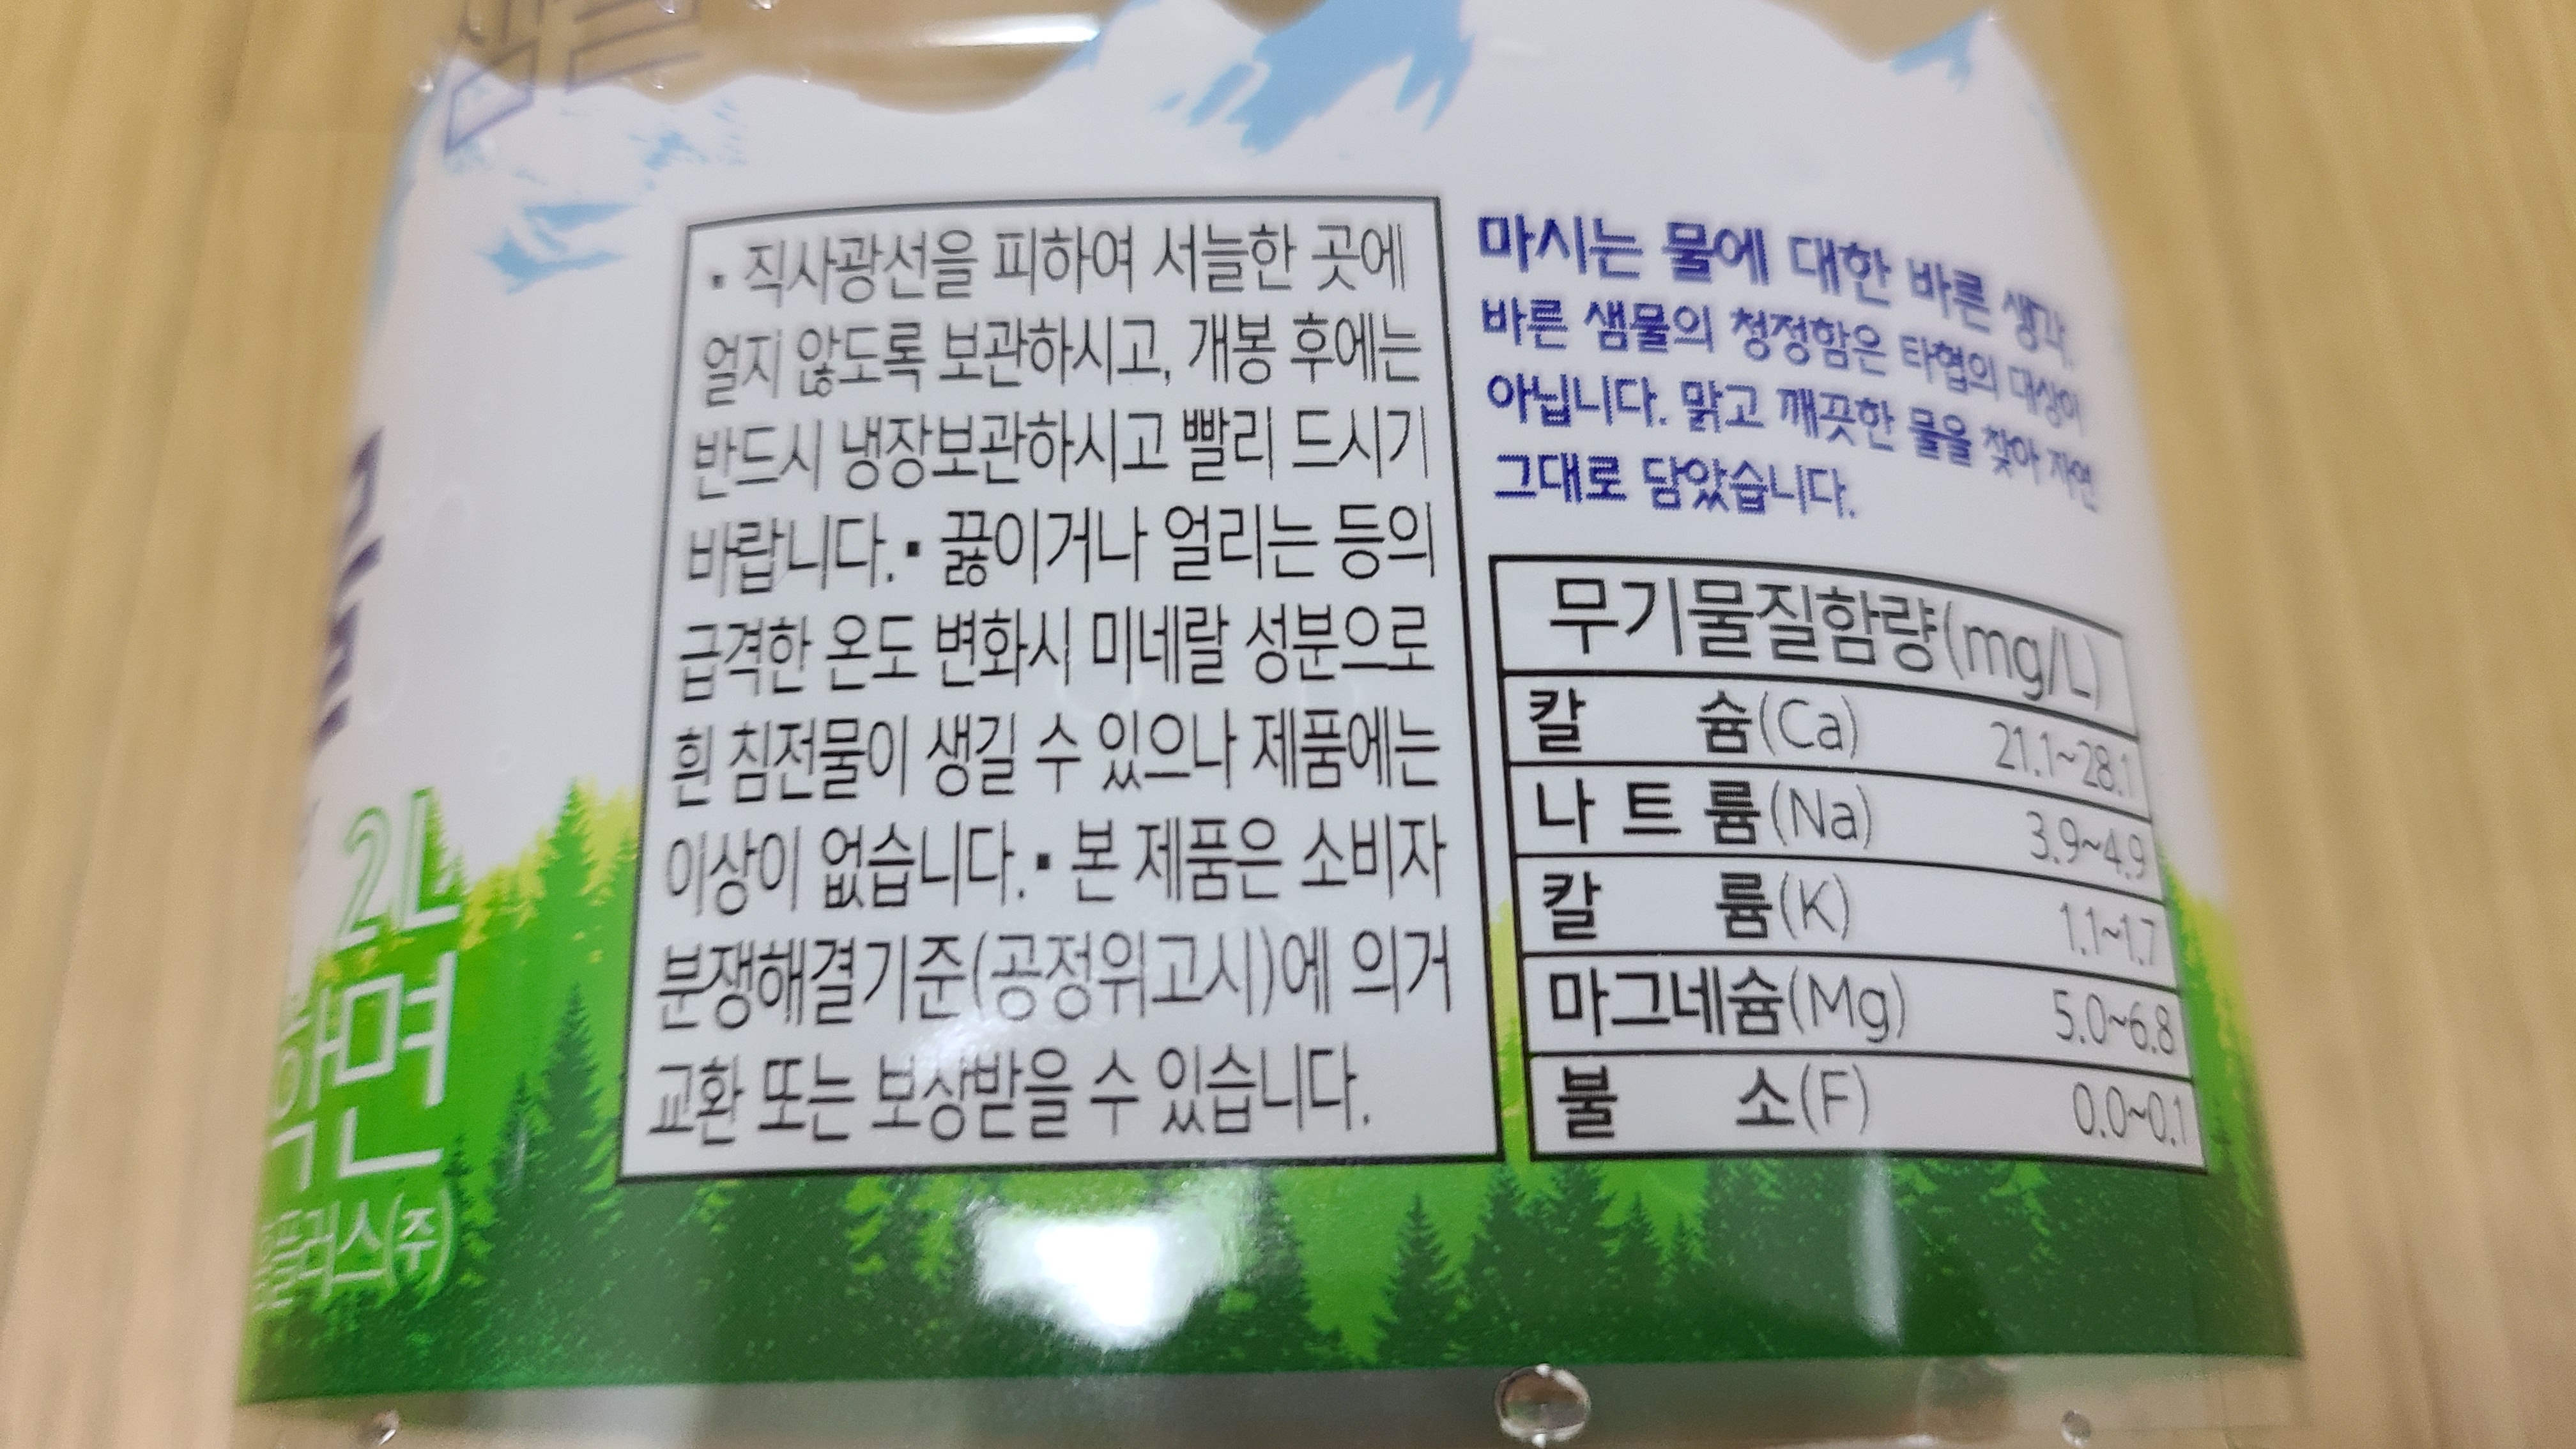 • 직사광선을 피하여 서늘한 곳에
얼지 않도록 보관하시고, 개봉 후에는
반드시 냉장보관하시고 빨리 드시기
바랍니다. ▪ 끓이거나 얼리는 등의
급격한 온도 변화시 미네랄 성분으로
흰 침전물이 생길 수 있으나 제품에는
이상이 없습니다. ▪ 본 제품은 소비자
분쟁해결기준(공정위고시)에 의거
교환 또는 보상받을 수 있습니다.
마시는 물에 대한 바른 생각,
바른 샘물의 청정함은 타협의 대상이
아닙니다. 맑고 깨끗한 물을 찾아 자연
그대로 담았습니다.
무기물질함량(mg/L)
칼 슘(Ca) 21.1~28.1
나 트 륨(Na) 3.9~4.9
칼 륨(K) 1.1~1.7
마그네슘(Mg) 5.0~6.8
불 소(F) 0.0~0.1
2L
면
플러스(주)